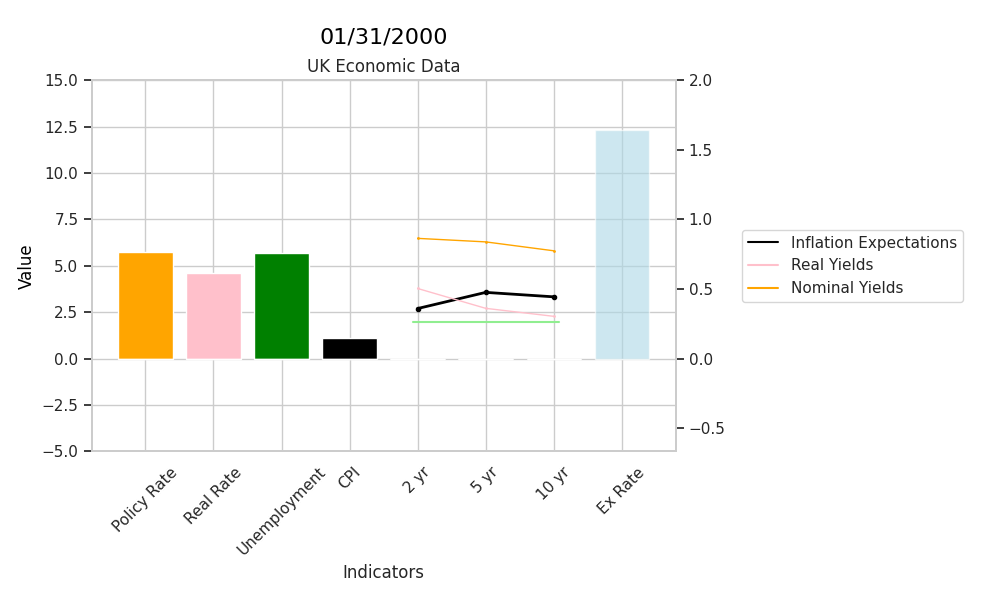 01/31/2000
UK Economic Data
15.0
12.5
10.0
7.5
5.0
2.5
0.0
−2.5
−5.0
Value
2.0
1.5
1.0
0.5
0.0
−0.5
Inflation Expectations
Real Yields
Nominal Yields
Policy Rate
Real Rate
Unemployment
CPI
2 yr
5 yr
10 yr
Ex Rate
Indicators